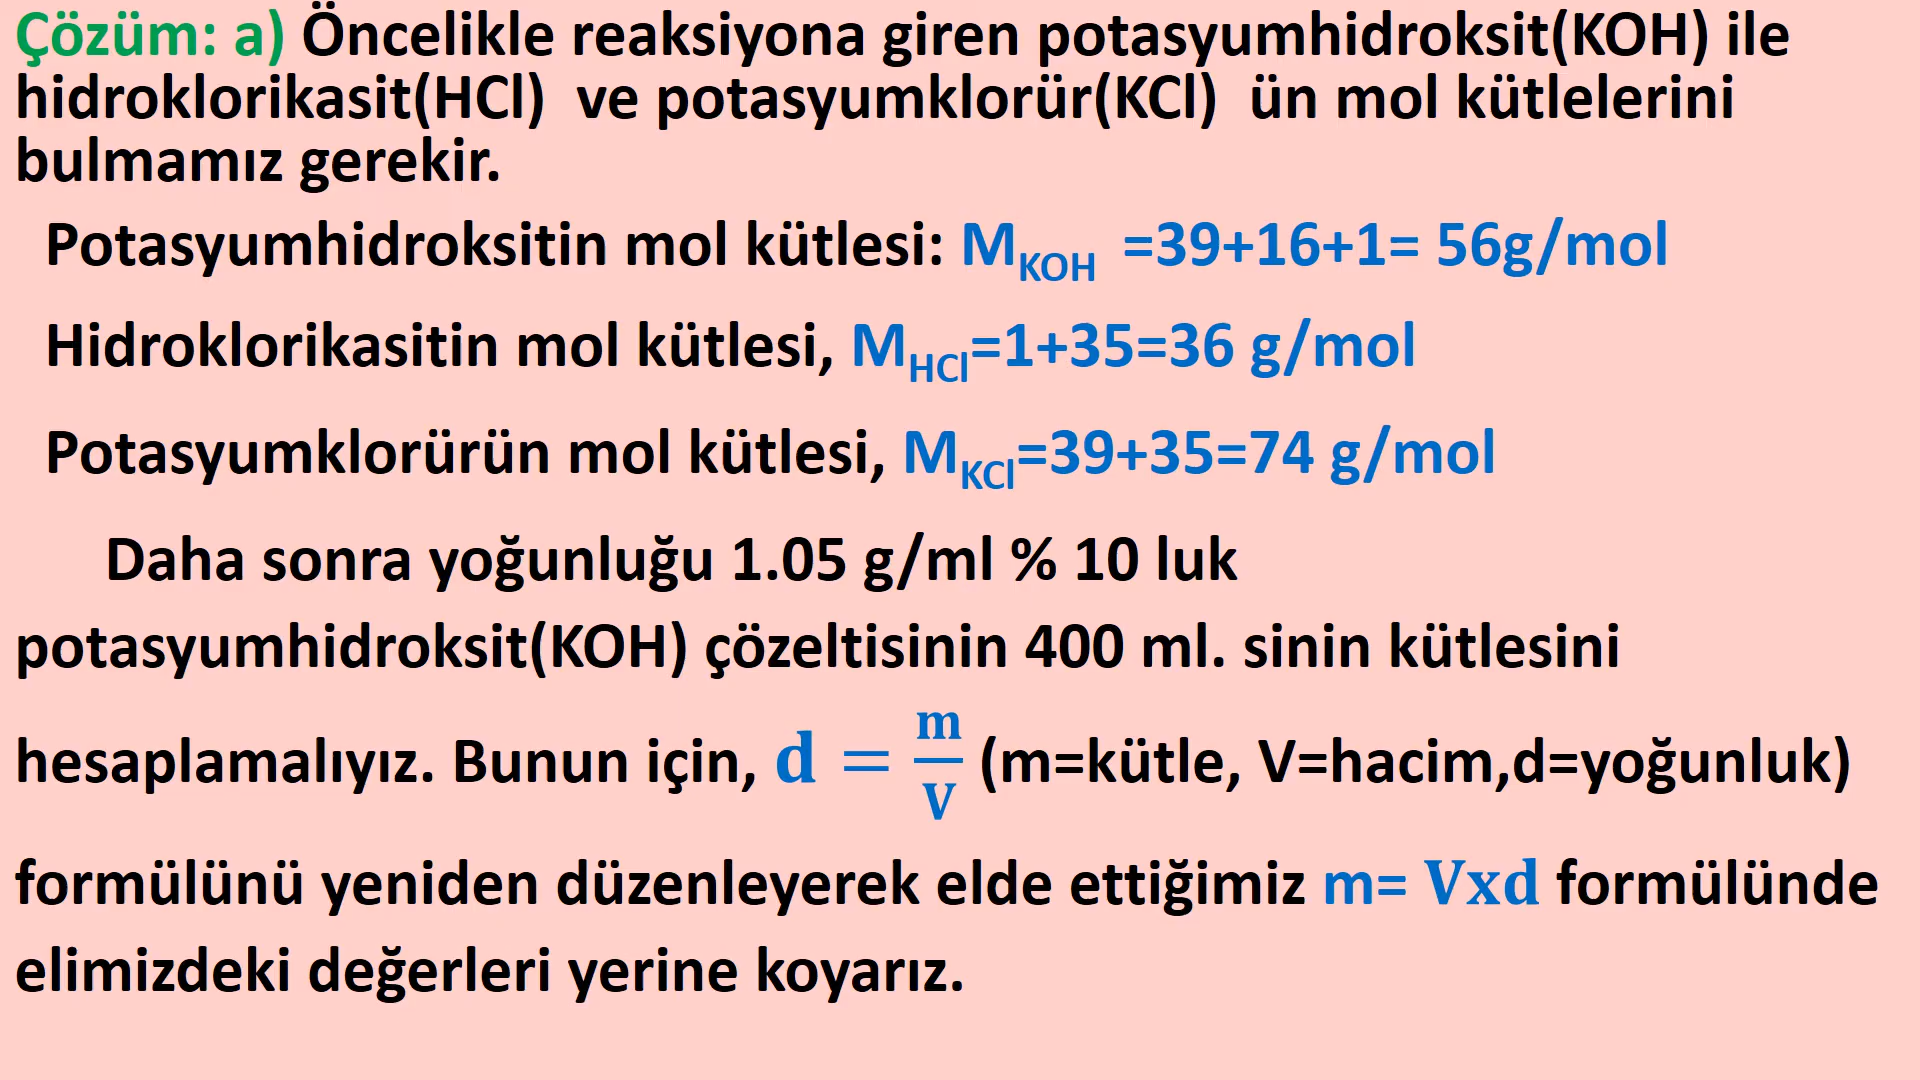 Çözüm: a) Öncelikle reaksiyona giren potasyumhidroksit(KOH) ile
hidroklorikasit(HCl) ve potasyumklorür(KCl) ün mol kütlelerini
bulmamız gerekir.
Potasyumhidroksitin mol kütlesi: M_KOH =39+16+1= 56g/mol
Hidroklorikasitin mol kütlesi, M_HCl=1+35=36 g/mol
Potasyumklorürün mol kütlesi, M_KCl=39+35=74 g/mol
Daha sonra yoğunluğu 1.05 g/ml % 10 luk
potasyumhidroksit(KOH) çözeltisinin 400 ml. sinin kütlesini
hesaplamalıyız. Bunun için, d = m/V (m=kütle, V=hacim,d=yoğunluk)
formülünü yeniden düzenleyerek elde ettiğimiz m= Vxd formülünde
elimizdeki değerleri yerine koyarız.